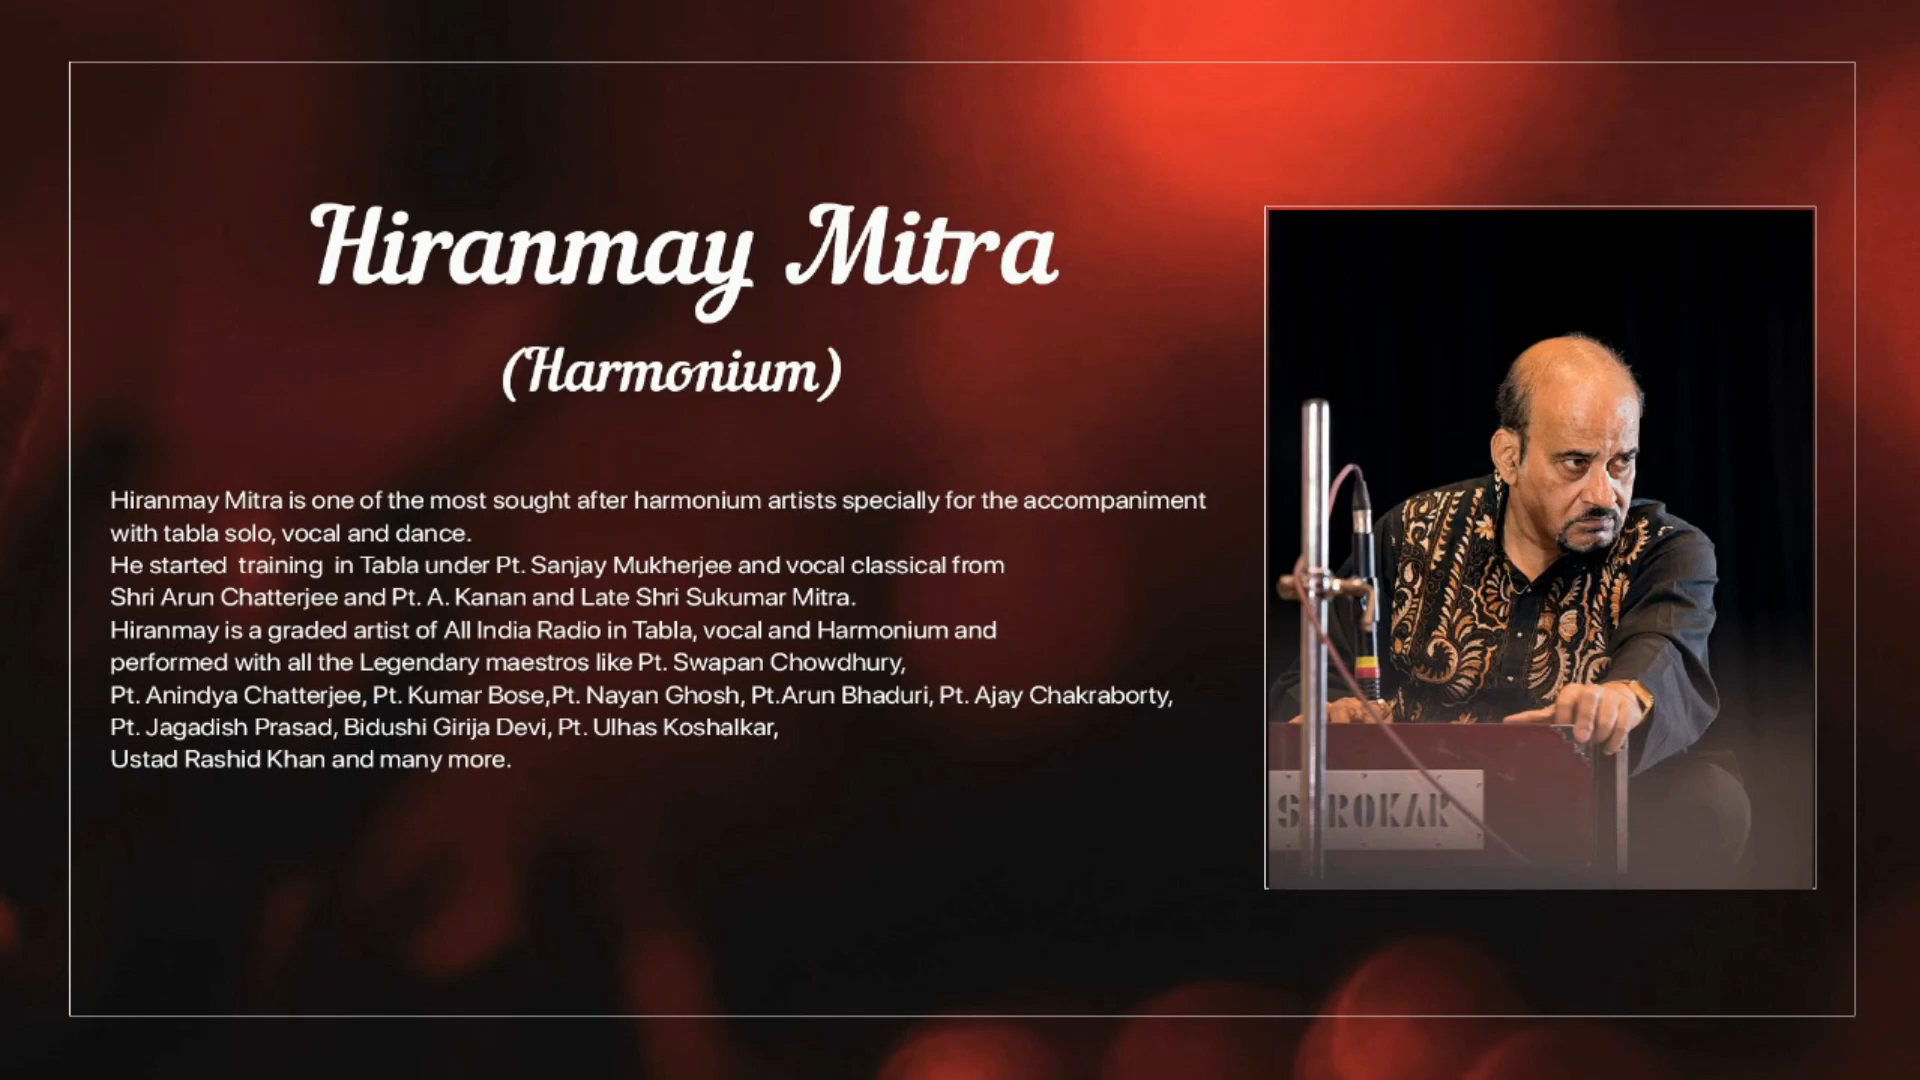 Hiranmay Mitra
(Harmonium)
Hiranmay Mitra is one of the most sought after harmonium artists specially for the accompaniment
with tabla solo, vocal and dance.
He started training in Tabla under Pt. Sanjay Mukherjee and vocal classical from
Shri Arun Chatterjee and Pt. A. Kanan and Late Shri Sukumar Mitra.
Hiranmay is a graded artist of All India Radio in Tabla, vocal and Harmonium and
performed with all the Legendary maestros like Pt. Swapan Chowdhury,
Pt. Anindya Chatterjee, Pt. Kumar Bose,Pt. Nayan Ghosh, Pt.Arun Bhaduri, Pt. Ajay Chakraborty,
Pt. Jagadish Prasad, Bidushi Girija Devi, Pt. Ulhas Koshalkar,
Ustad Rashid Khan and many more.